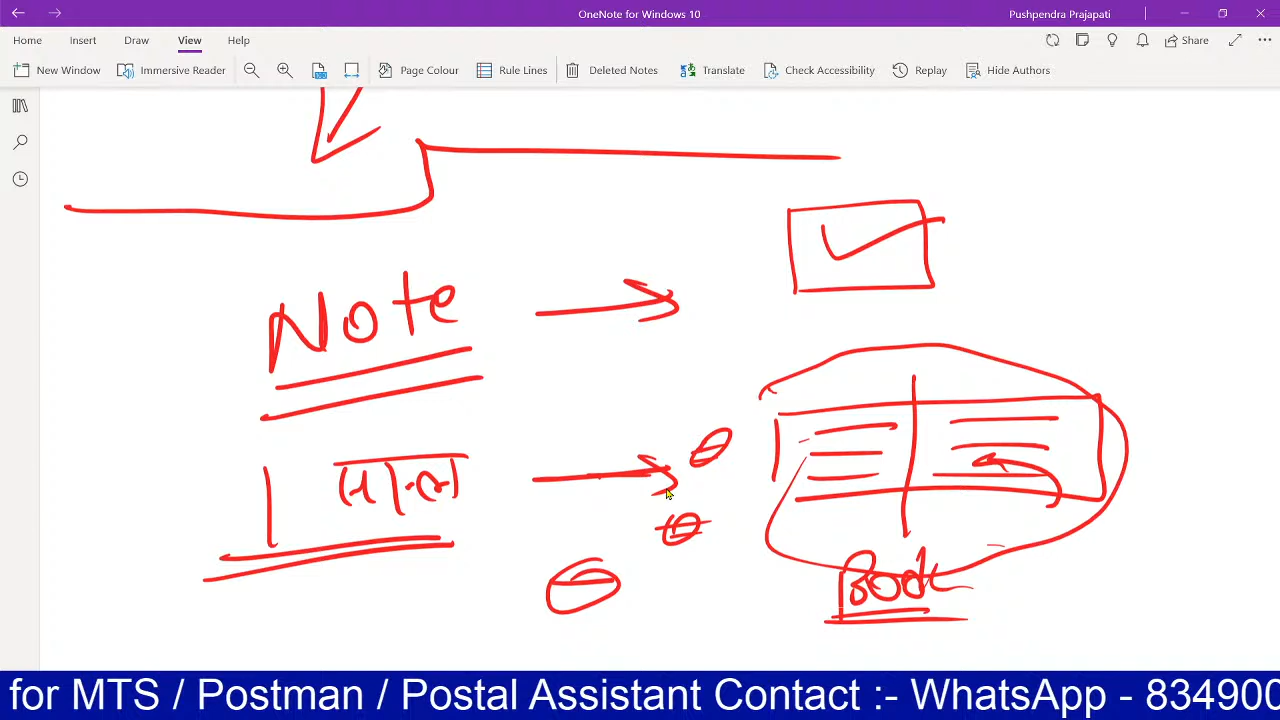 OneNote for Windows 10
Pushpendra Prajapati
Home Insert Draw View Help
Share
New Window Immersive Reader Page Colour Rule Lines Deleted Notes Translate Check Accessibility Replay Hide Authors
Note
Book
for MTS / Postman / Postal Assistant Contact :- WhatsApp - 834900